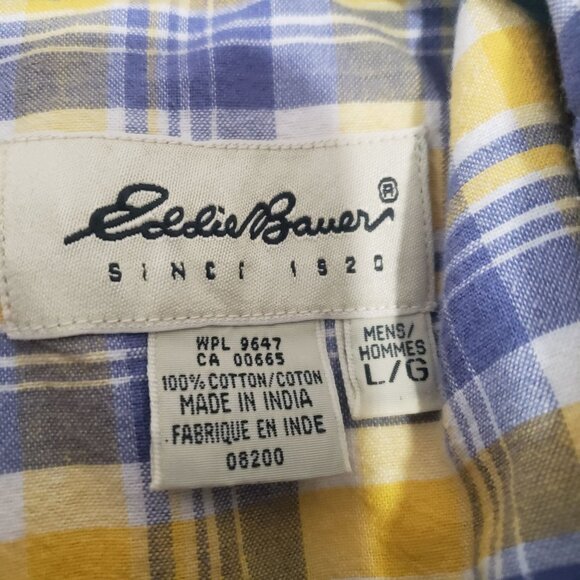 Eddie Bauer®
SINCE 1920
WPL 9647
CA 00665
100% COTTON/COTON
MADE IN INDIA
FABRIQUE EN INDE
08200
MENS/
HOMMES
L/G